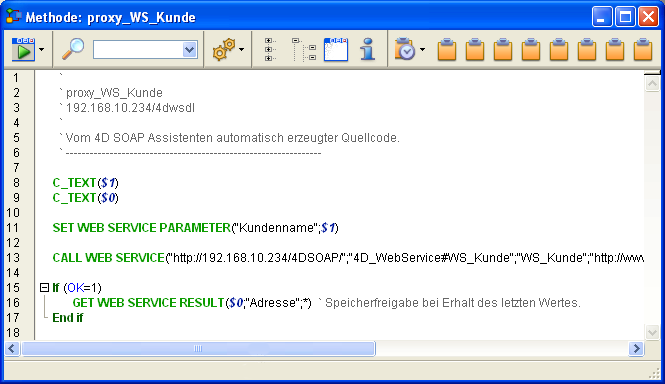 Methode: proxy_WS_Kunde
1 `
2 ` proxy_WS_Kunde
3 ` 192.168.10.234/4dwsdl
4 `
5 ` Vom 4D SOAP Assistenten automatisch erzeugter Quellcode.
6 ` ----------------------------------------------------------------
7
8 C_TEXT($1)
9 C_TEXT($0)
10
11 SET WEB SERVICE PARAMETER("Kundenname";$1)
12
13 CALL WEB SERVICE("http://192.168.10.234/4DSOAP/";"4D_WebService#WS_Kunde";"WS_Kunde";"http://www
14
15 If (OK=1)
16 GET WEB SERVICE RESULT($0;"Adresse";*) ` Speicherfreigabe bei Erhalt des letzten Wertes.
17 End if
18